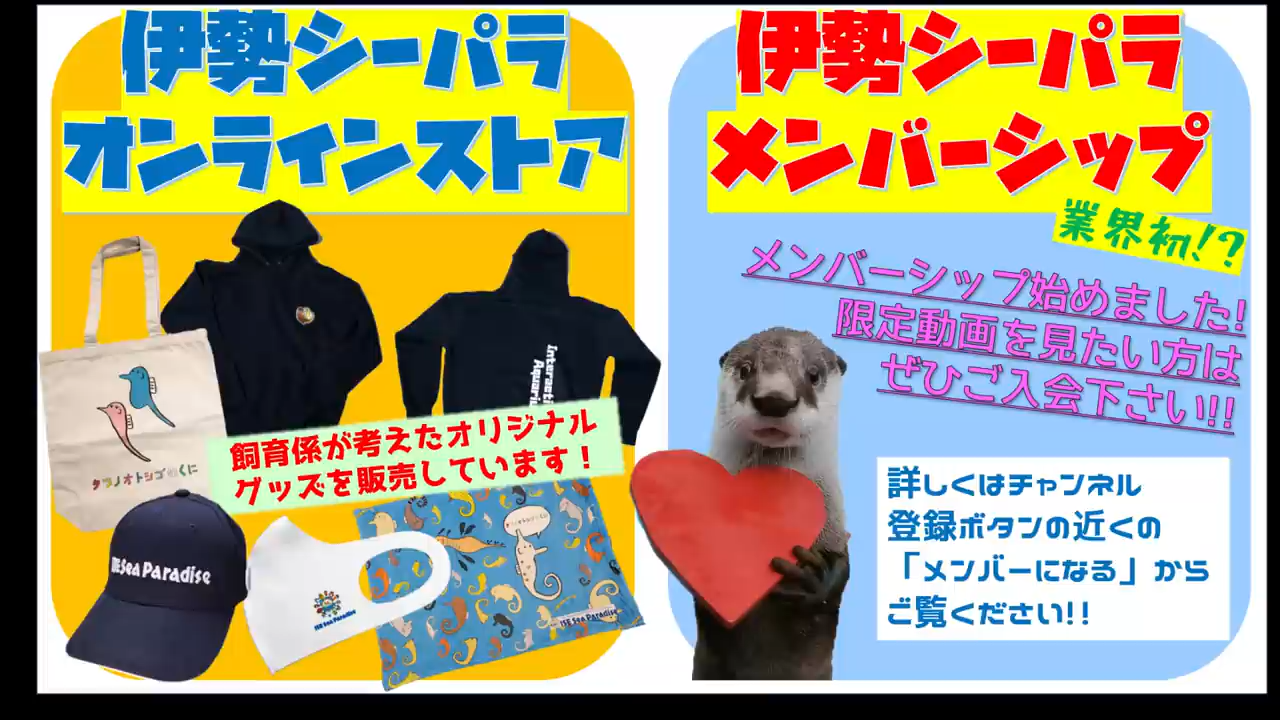 伊勢シーパラ
オンラインストア
タツノオトシゴのくに
飼育係が考えたオリジナル
グッズを販売しています！
ISE Sea Paradise
ISE Sea Paradise
ISE Sea Paradise
伊勢シーパラ
メンバーシップ
業界初!?
メンバーシップ始めました!
限定動画を見たい方は
ぜひご入会下さい!!
詳しくはチャンネル
登録ボタンの近くの
「メンバーになる」から
ご覧ください!!